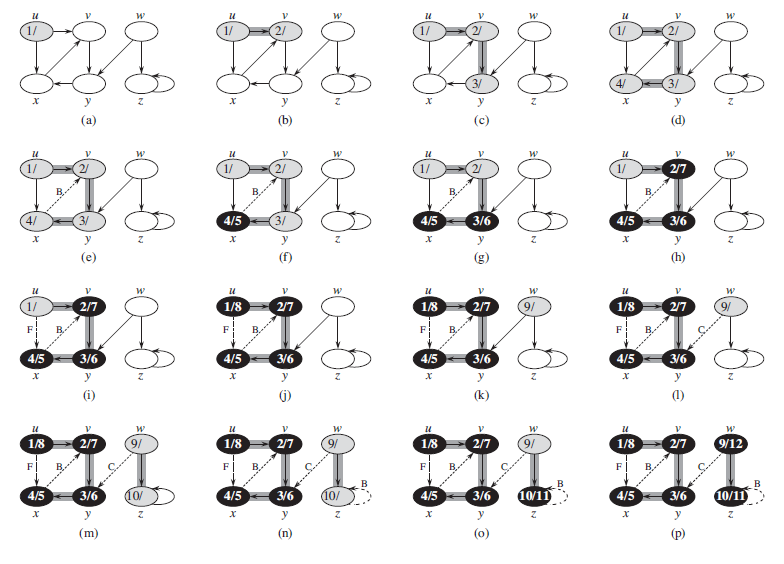 u v w u v w u v w u v w
1/ 1/ 2/ 1/ 2/ 1/ 2/
3/ 4/ 3/
x y z x y z x y z x y z
(a) (b) (c) (d)
u v w u v w u v w u v w
1/ 2/ 1/ 2/ 1/ 2/ 1/ 2/7
B B B B
4/ 3/ 4/5 3/ 4/5 3/6 4/5 3/6
x y z x y z x y z x y z
(e) (f) (g) (h)
u v w u v w u v w u v w
1/ 2/7 1/8 2/7 1/8 2/7 9/ 1/8 2/7 9/
F B F B F B F B C
4/5 3/6 4/5 3/6 4/5 3/6 4/5 3/6
x y z x y z x y z x y z
(i) (j) (k) (l)
u v w u v w u v w u v w
1/8 2/7 9/ 1/8 2/7 9/ 1/8 2/7 9/ 1/8 2/7 9/12
F B C F B C F B C F B C
B B B
4/5 3/6 10/ 4/5 3/6 10/ 4/5 3/6 10/11 4/5 3/6 10/11
x y z x y z x y z x y z
(m) (n) (o) (p)